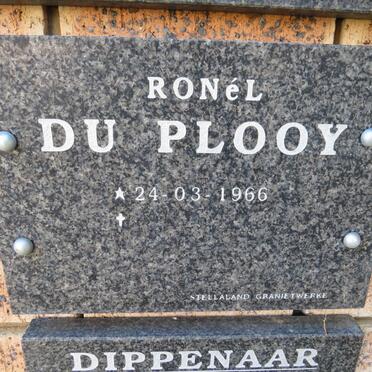 RONéL
DU PLOOY
★ 24-03-1966
✝
STELLALAND GRANIETWERKE
DIPPENAAR